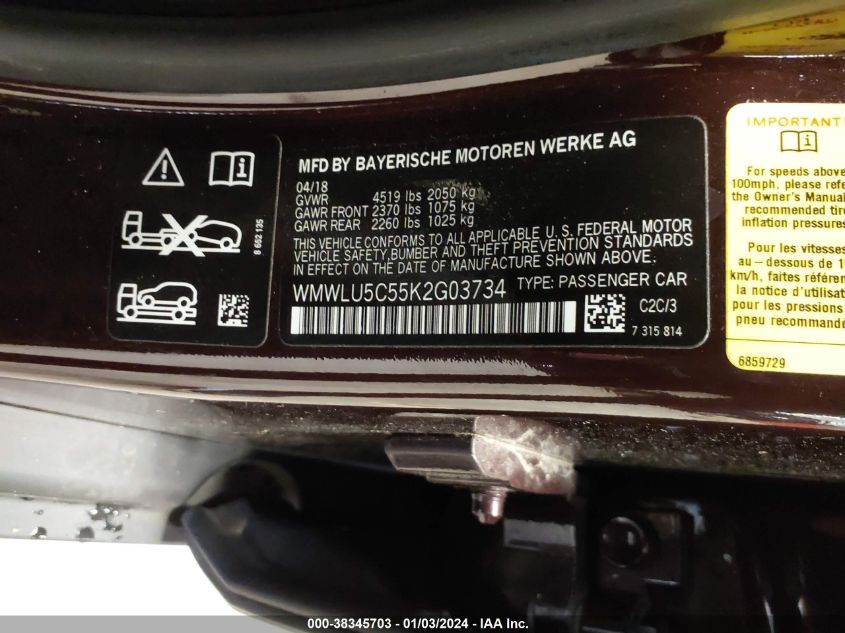 MFD BY BAYERISCHE MOTOREN WERKE AG
04/18
GVWR 4519 lbs 2050 kg
GAWR FRONT 2370 lbs 1075 kg
GAWR REAR 2260 lbs 1025 kg
THIS VEHICLE CONFORMS TO ALL APPLICABLE U.S. FEDERAL MOTOR
VEHICLE SAFETY,BUMBER AND THEFT PREVENTION STANDARDS
IN EFFECT ON THE DATE OF MANUFACTURE SHOWN ABOVE.
WMWLU5C55K2G03734 TYPE: PASSENGER CAR
C2C/3
7 315 814
8 652 135
IMPORTANT
For speeds above
100mph, please refe
the Owner's Manual
recommended tire
inflation pressures
Pour les vitesses
au-dessous de 1
km/h, faites référen
la notice d'utilisat
pour les pressions
pneu recommandé
6859729
000-38345703 - 01/03/2024 - IAA Inc.